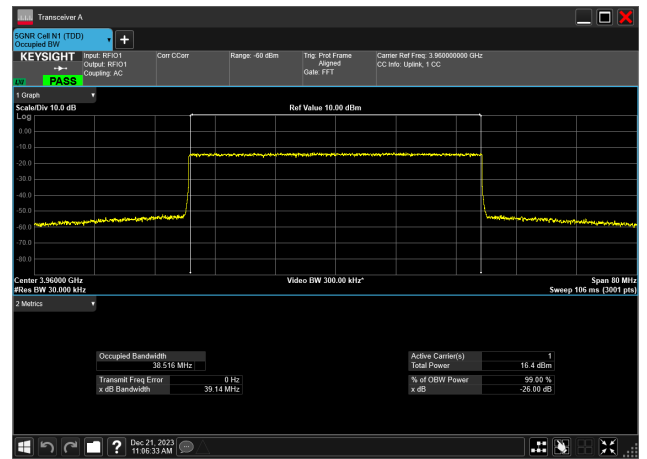 Transceiver A
5GNR Cell N1 (TDD)
Occupied BW
KEYSIGHT
LW PASS
Input: RFIO1
Output: RFIO1
Coupling: AC
Corr CCorr
Range: -60 dBm
Trig: Prot Frame
Aligned
Gate: FFT
Carrier Ref Freq: 3.960000000 GHz
CC Info: Uplink, 1 CC
1 Graph
Scale/Div 10.0 dB
Ref Value 10.00 dBm
Log
0.00
-10.0
-20.0
-30.0
-40.0
-50.0
-60.0
-70.0
-80.0
Center 3.96000 GHz
#Res BW 30.000 kHz
Video BW 300.00 kHz*
Span 80 MHz
Sweep 106 ms (3001 pts)
2 Metrics
Occupied Bandwidth
38.516 MHz
Transmit Freq Error 0 Hz
x dB Bandwidth 39.14 MHz
Active Carrier(s) 1
Total Power 16.4 dBm
% of OBW Power 99.00 %
x dB -26.00 dB
?
Dec 21, 2023
11:06:33 AM